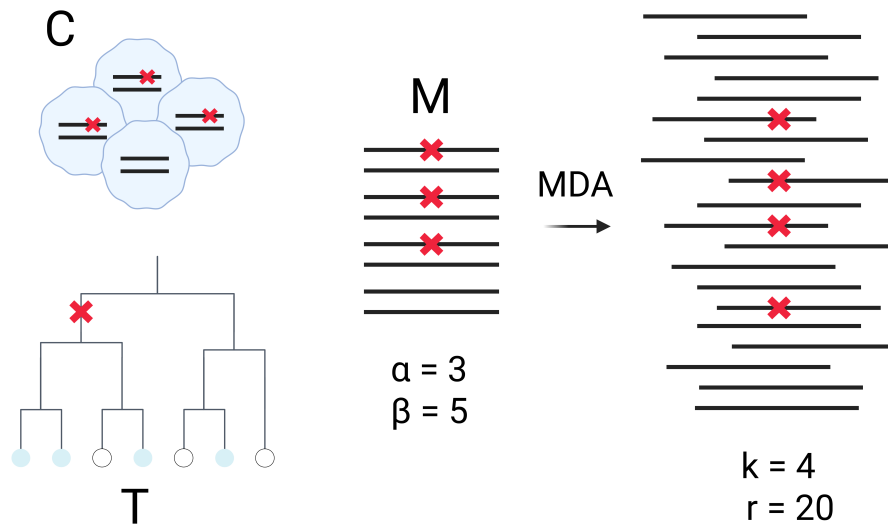 C
M
MDA
α = 3
β = 5
T
k = 4
r = 20